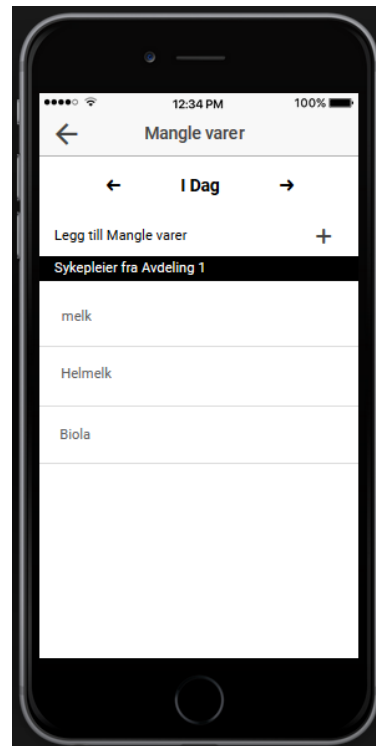 12:34 PM 100%
Mangle varer
I Dag
Legg till Mangle varer
Sykepleier fra Avdeling 1
melk
Helmelk
Biola